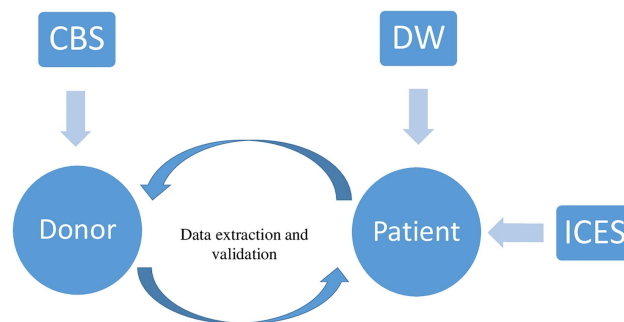 CBS
DW
Donor
Data extraction and
validation
Patient
ICES